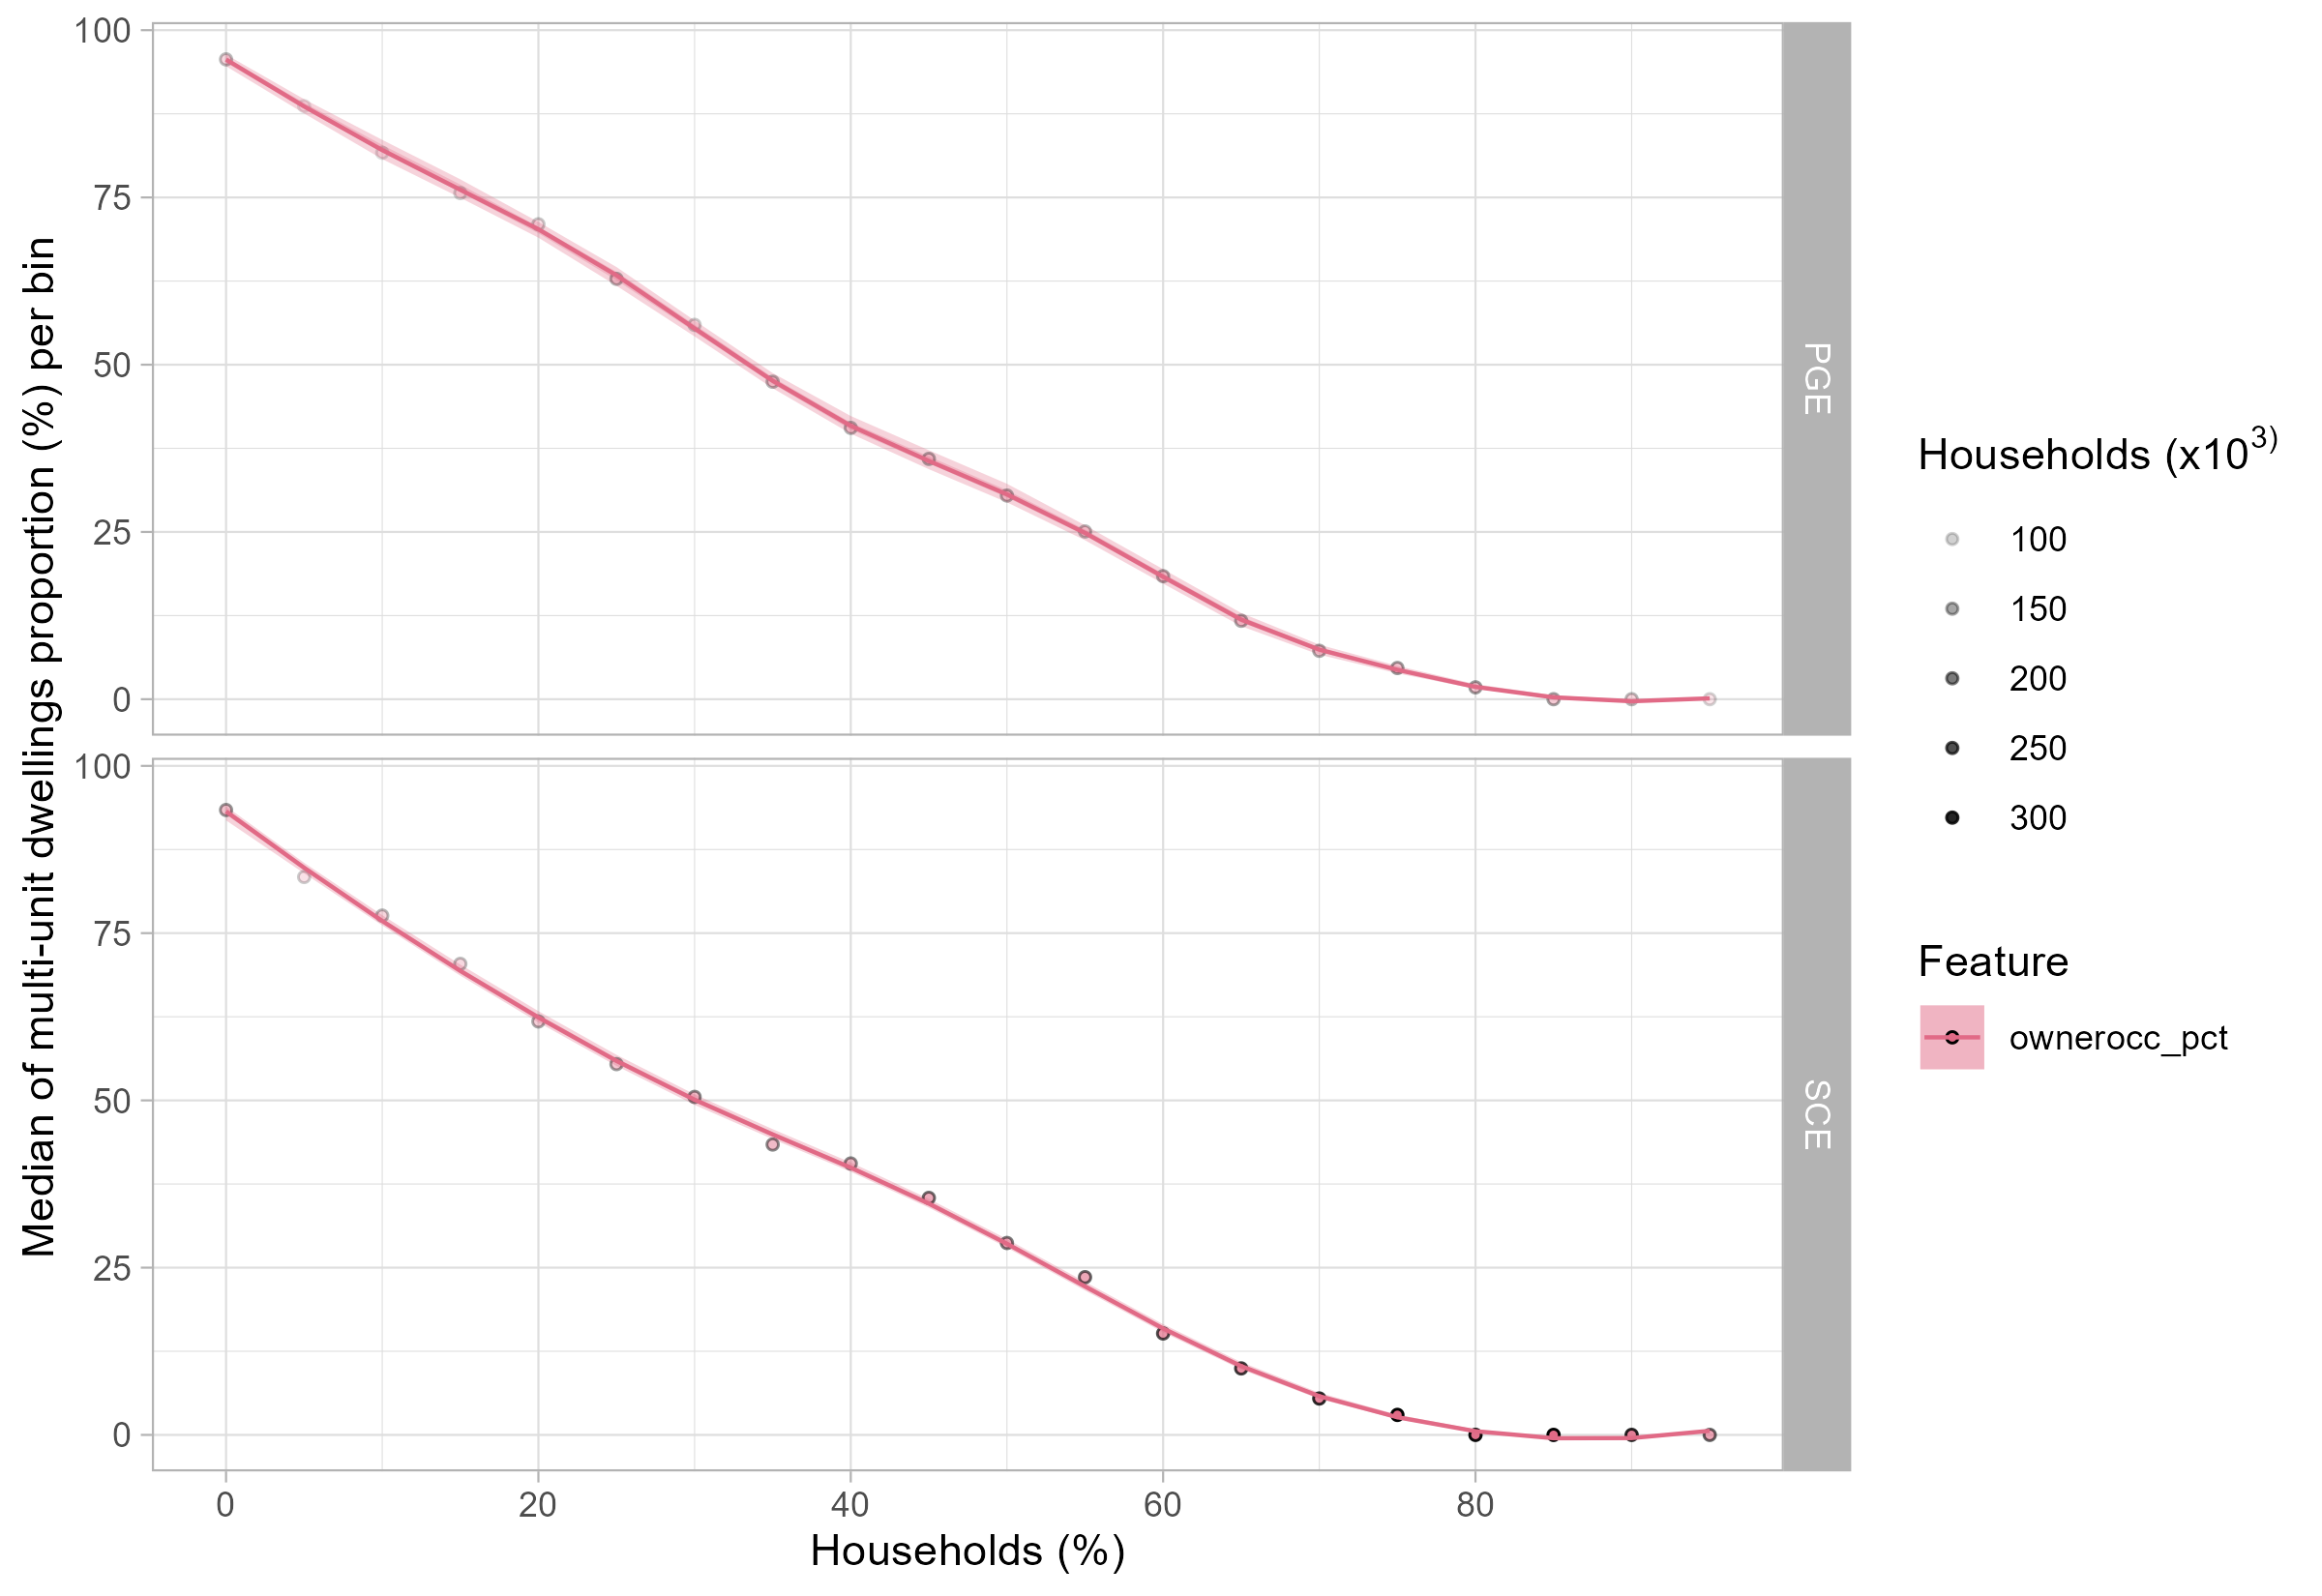 Median of multi-unit dwellings proportion (%) per bin
100
75
50
25
0
PGE
100
75
50
25
0
SCE
0 20 40 60 80
Households (%)
Households (x10³⁾
100
150
200
250
300
Feature
ownerocc_pct